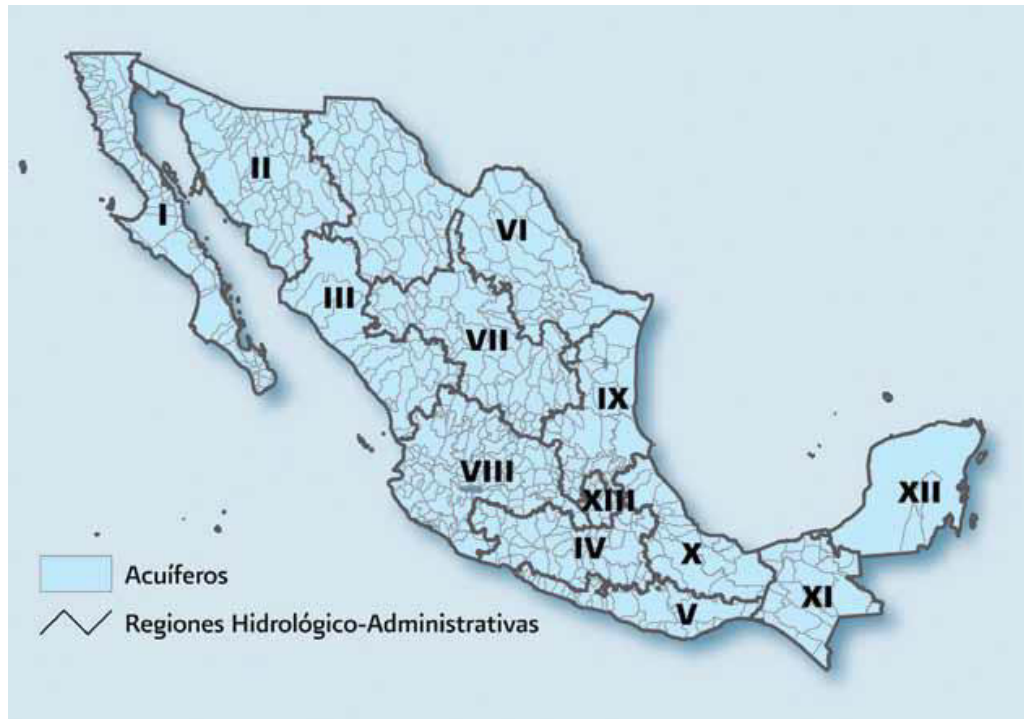 II
I
VI
III
VII
IX
VIII
XIII
XII
IV
X
XI
V
Acuíferos
Regiones Hidrológico-Administrativas